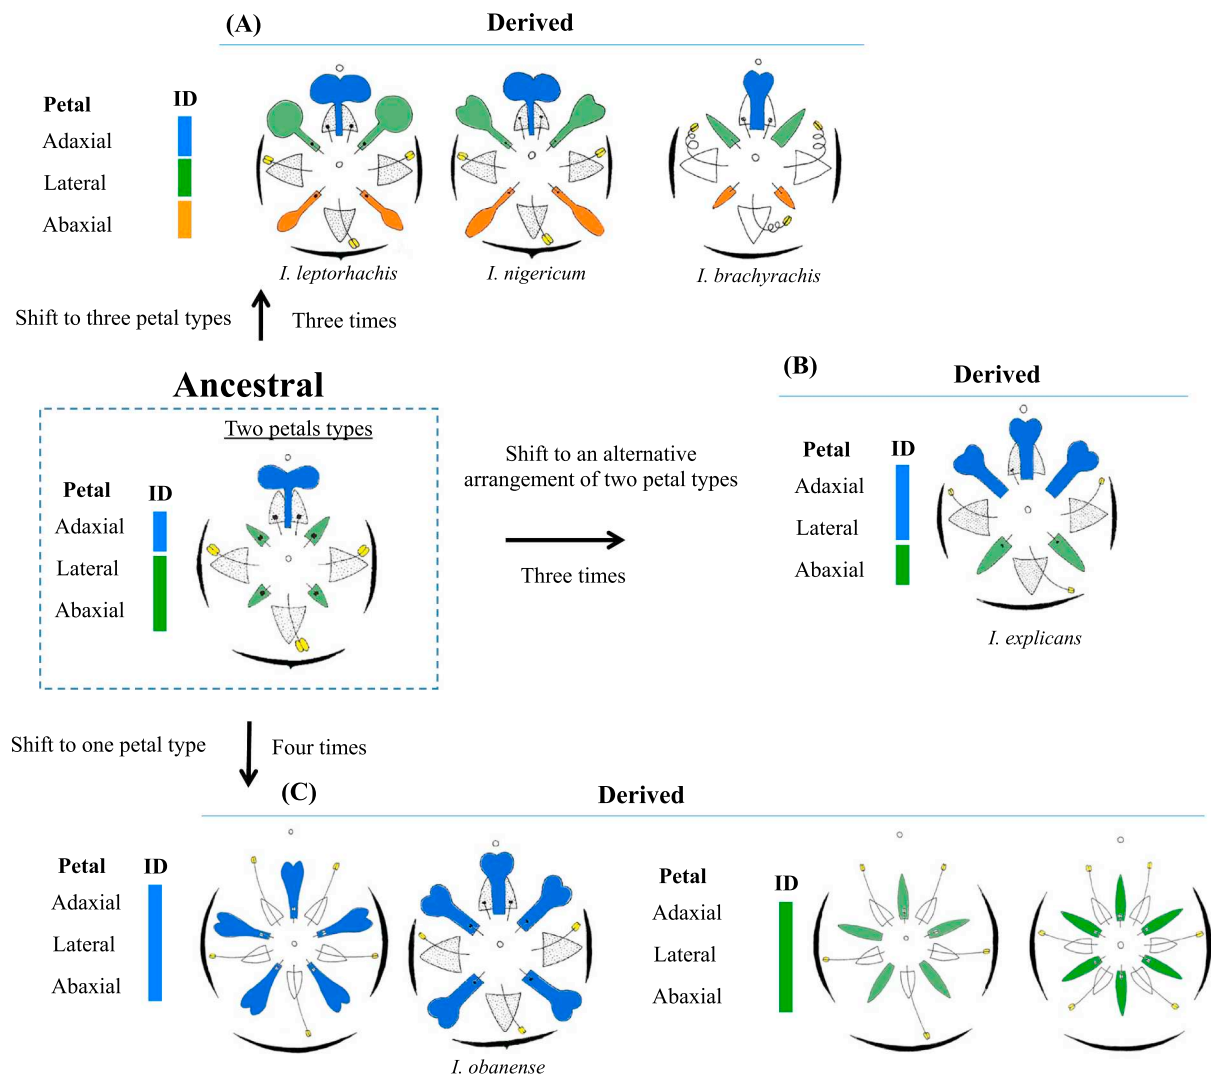 (A)
Derived
Petal ID
Adaxial
Lateral
Abaxial
I. leptorhachis
I. nigericum
I. brachyrachis
Shift to three petal types
Three times
Ancestral
Two petals types
Petal ID
Adaxial
Lateral
Abaxial
Shift to an alternative
arrangement of two petal types
Three times
(B)
Derived
Petal ID
Adaxial
Lateral
Abaxial
I. explicans
Shift to one petal type
Four times
(C)
Derived
Petal ID
Adaxial
Lateral
Abaxial
I. obanense
Petal ID
Adaxial
Lateral
Abaxial